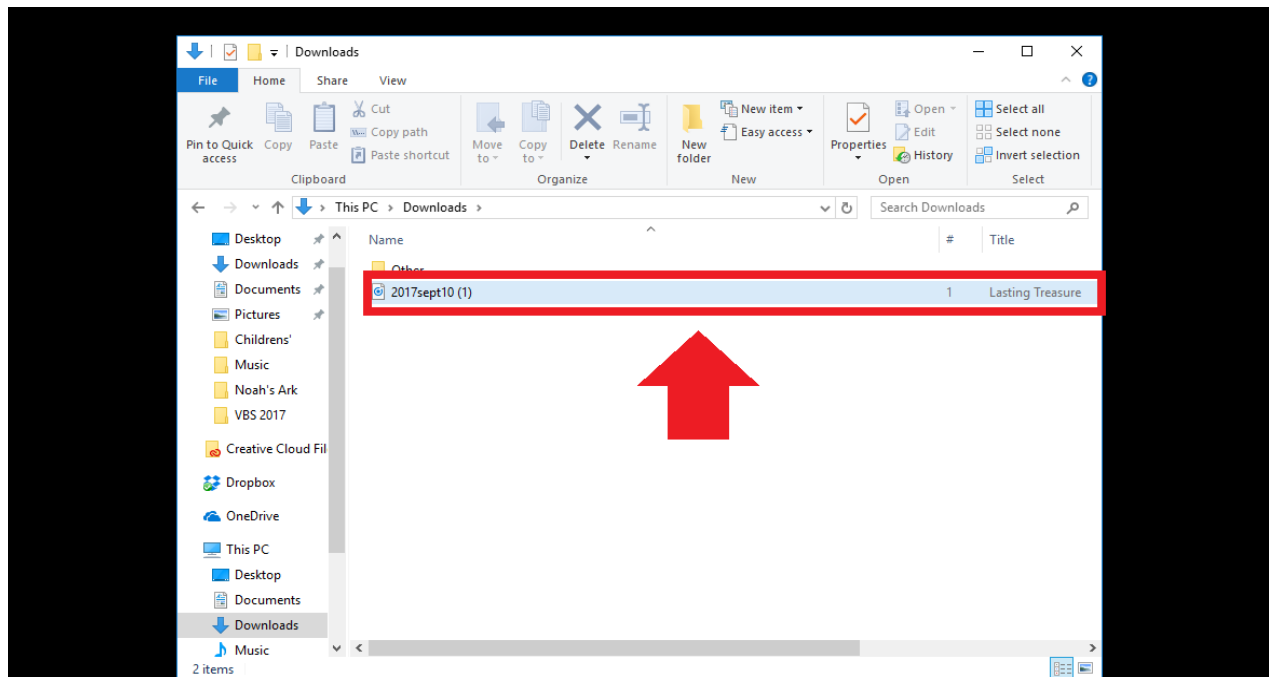 Downloads
File Home Share View
Pin to Quick access
Copy
Paste
Cut
Copy path
Paste shortcut
Clipboard
Move to
Copy to
Delete
Rename
Organize
New folder
New item
Easy access
New
Properties
Open
Edit
History
Open
Select all
Select none
Invert selection
Select
This PC > Downloads >
Search Downloads
Desktop
Downloads
Documents
Pictures
Childrens'
Music
Noah's Ark
VBS 2017
Creative Cloud Fil
Dropbox
OneDrive
This PC
Desktop
Documents
Downloads
Music
Name # Title
Other
2017sept10 (1) 1 Lasting Treasure
2 items